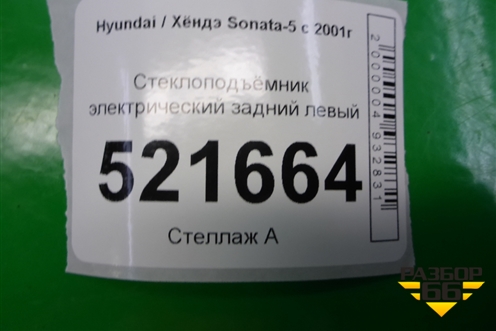 Hyundai / Хёндэ Sonata-5 с 2001г
Стеклоподъёмник
электрический задний левый
521664
Стеллаж А
2000004932831
РАЗБОР
66